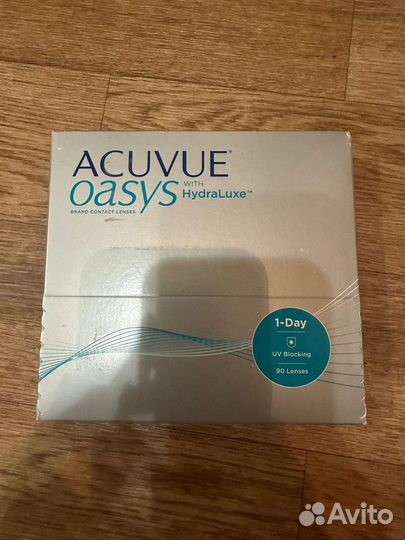 ACUVUE®
oasys WITH HydraLuxe™
BRAND CONTACT LENSES
1-Day
UV Blocking
90 Lenses
Avito